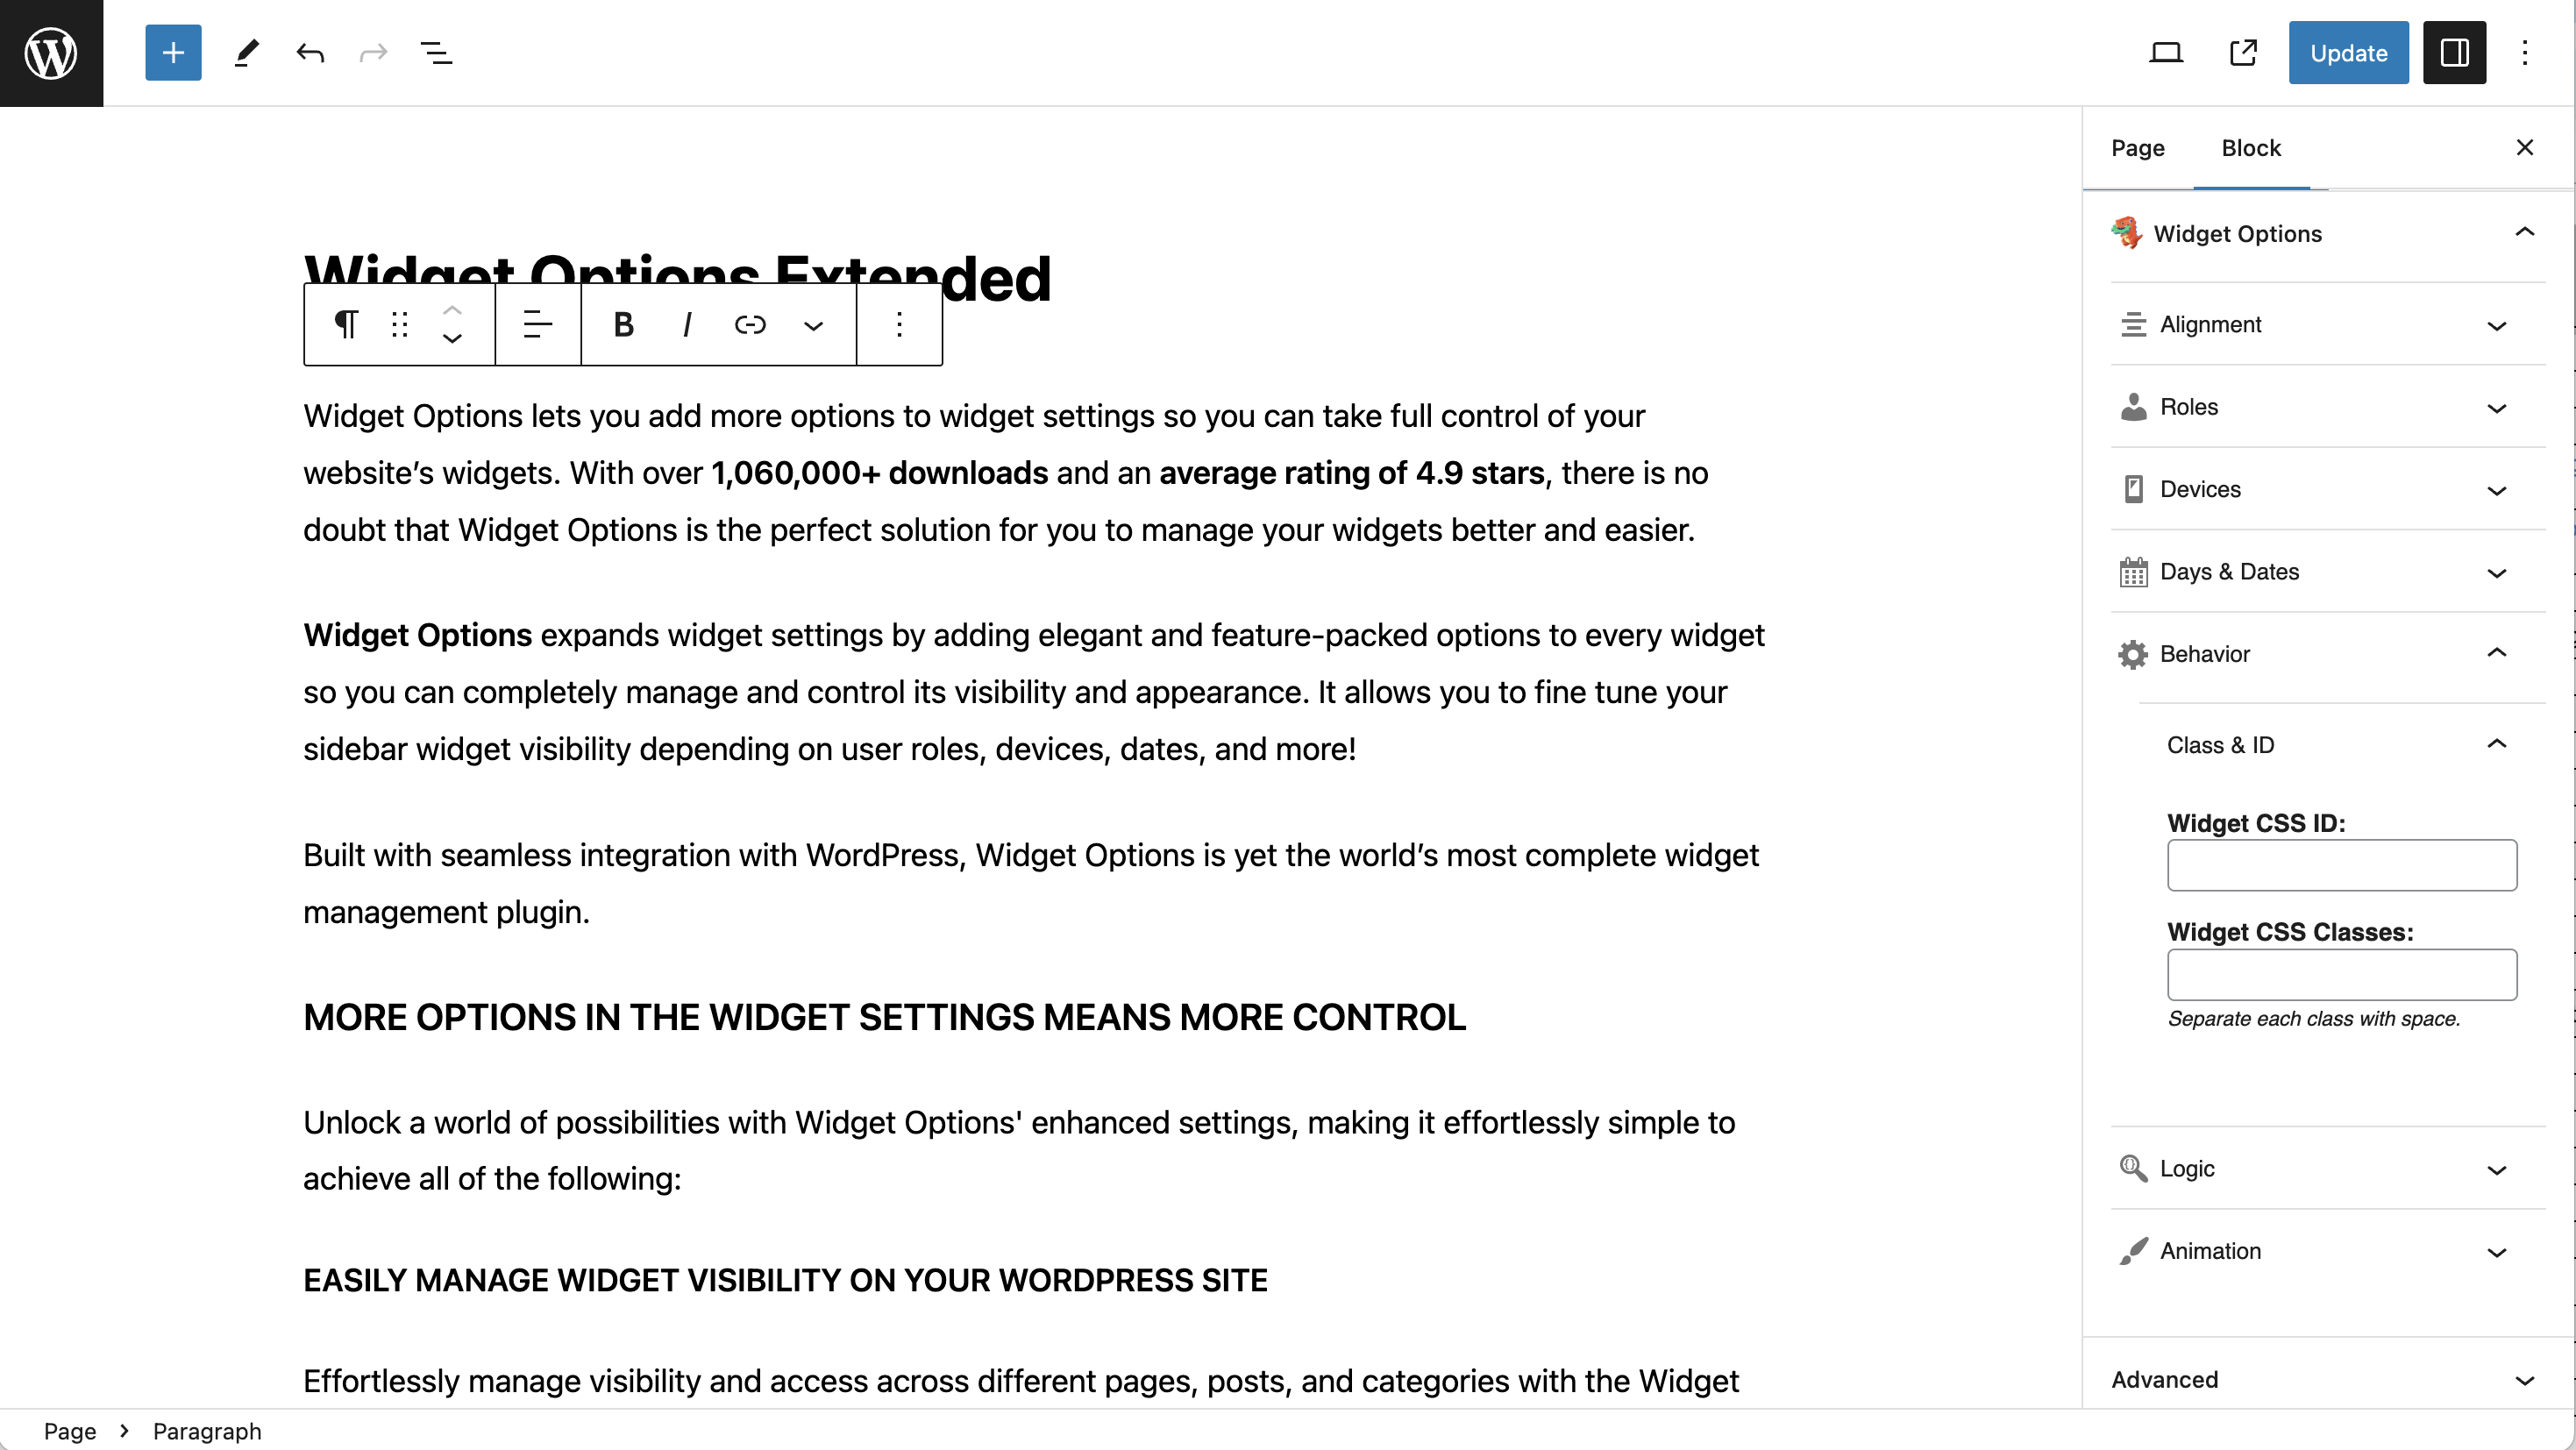 Update
Page Block
Widget Options Extended
B I
Widget Options lets you add more options to widget settings so you can take full control of your
website’s widgets. With over 1,060,000+ downloads and an average rating of 4.9 stars, there is no
doubt that Widget Options is the perfect solution for you to manage your widgets better and easier.
Widget Options expands widget settings by adding elegant and feature-packed options to every widget
so you can completely manage and control its visibility and appearance. It allows you to fine tune your
sidebar widget visibility depending on user roles, devices, dates, and more!
Built with seamless integration with WordPress, Widget Options is yet the world’s most complete widget
management plugin.
MORE OPTIONS IN THE WIDGET SETTINGS MEANS MORE CONTROL
Unlock a world of possibilities with Widget Options' enhanced settings, making it effortlessly simple to
achieve all of the following:
EASILY MANAGE WIDGET VISIBILITY ON YOUR WORDPRESS SITE
Effortlessly manage visibility and access across different pages, posts, and categories with the Widget
Widget Options
Alignment
Roles
Devices
Days & Dates
Behavior
Class & ID
Widget CSS ID:
Widget CSS Classes:
Separate each class with space.
Logic
Animation
Advanced
Page > Paragraph